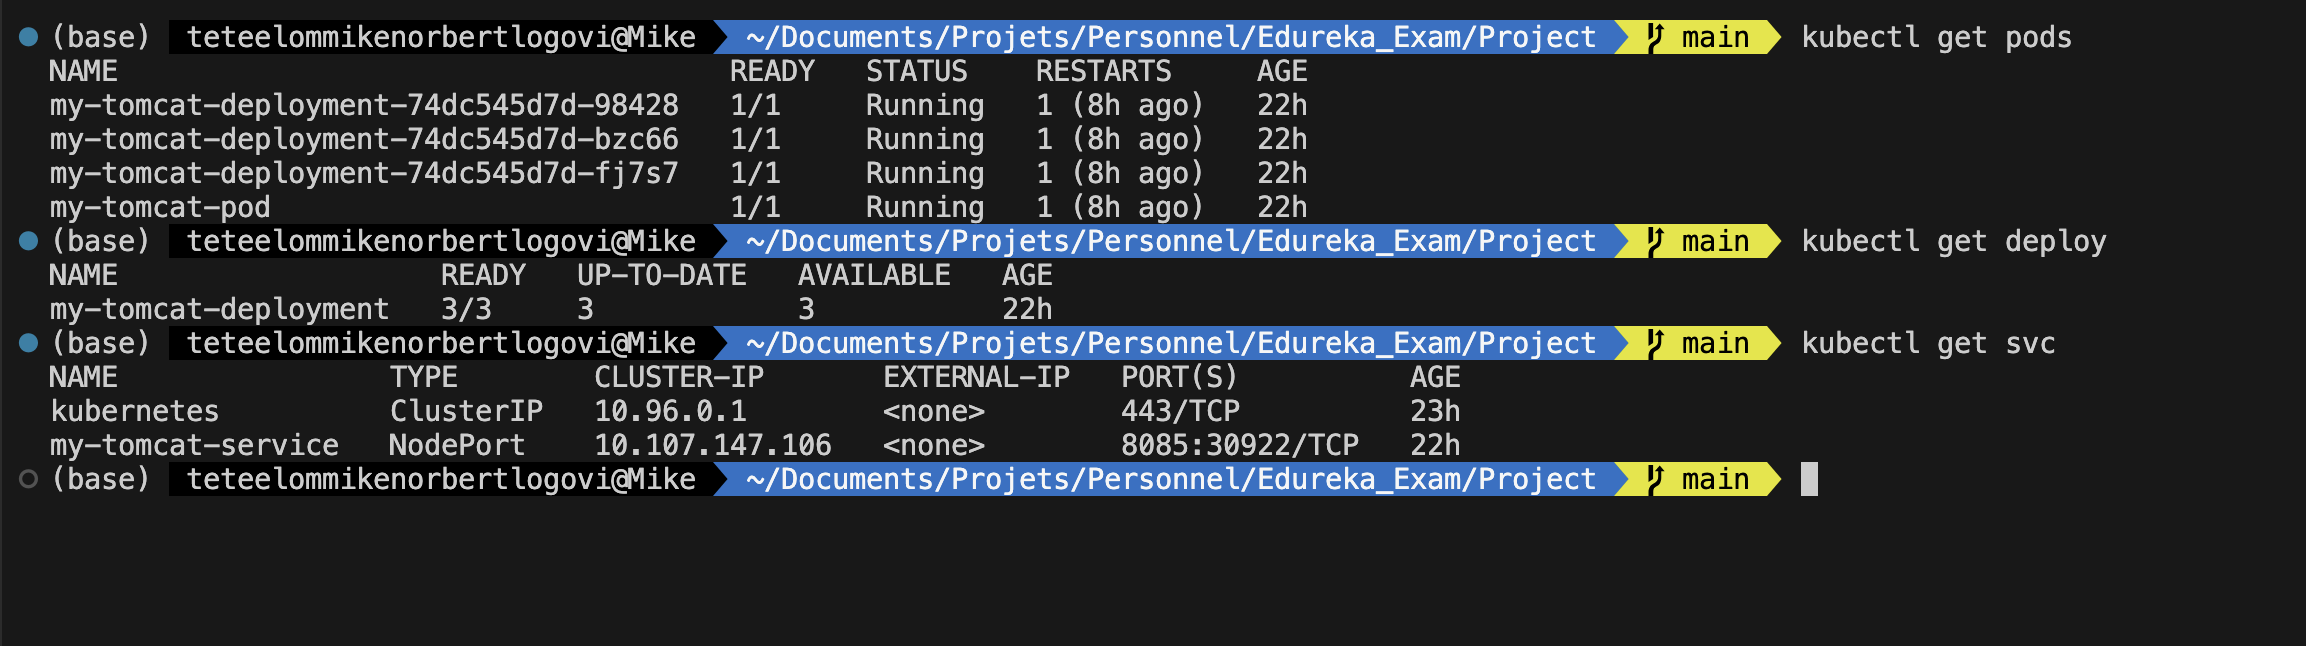 (base) teteelommikenorbertlogovi@Mike ~/Documents/Projets/Personnel/Edureka_Exam/Project main kubectl get pods
NAME READY STATUS RESTARTS AGE
my-tomcat-deployment-74dc545d7d-98428 1/1 Running 1 (8h ago) 22h
my-tomcat-deployment-74dc545d7d-bzc66 1/1 Running 1 (8h ago) 22h
my-tomcat-deployment-74dc545d7d-fj7s7 1/1 Running 1 (8h ago) 22h
my-tomcat-pod 1/1 Running 1 (8h ago) 22h
(base) teteelommikenorbertlogovi@Mike ~/Documents/Projets/Personnel/Edureka_Exam/Project main kubectl get deploy
NAME READY UP-TO-DATE AVAILABLE AGE
my-tomcat-deployment 3/3 3 3 22h
(base) teteelommikenorbertlogovi@Mike ~/Documents/Projets/Personnel/Edureka_Exam/Project main kubectl get svc
NAME TYPE CLUSTER-IP EXTERNAL-IP PORT(S) AGE
kubernetes ClusterIP 10.96.0.1 <none> 443/TCP 23h
my-tomcat-service NodePort 10.107.147.106 <none> 8085:30922/TCP 22h
(base) teteelommikenorbertlogovi@Mike ~/Documents/Projets/Personnel/Edureka_Exam/Project main